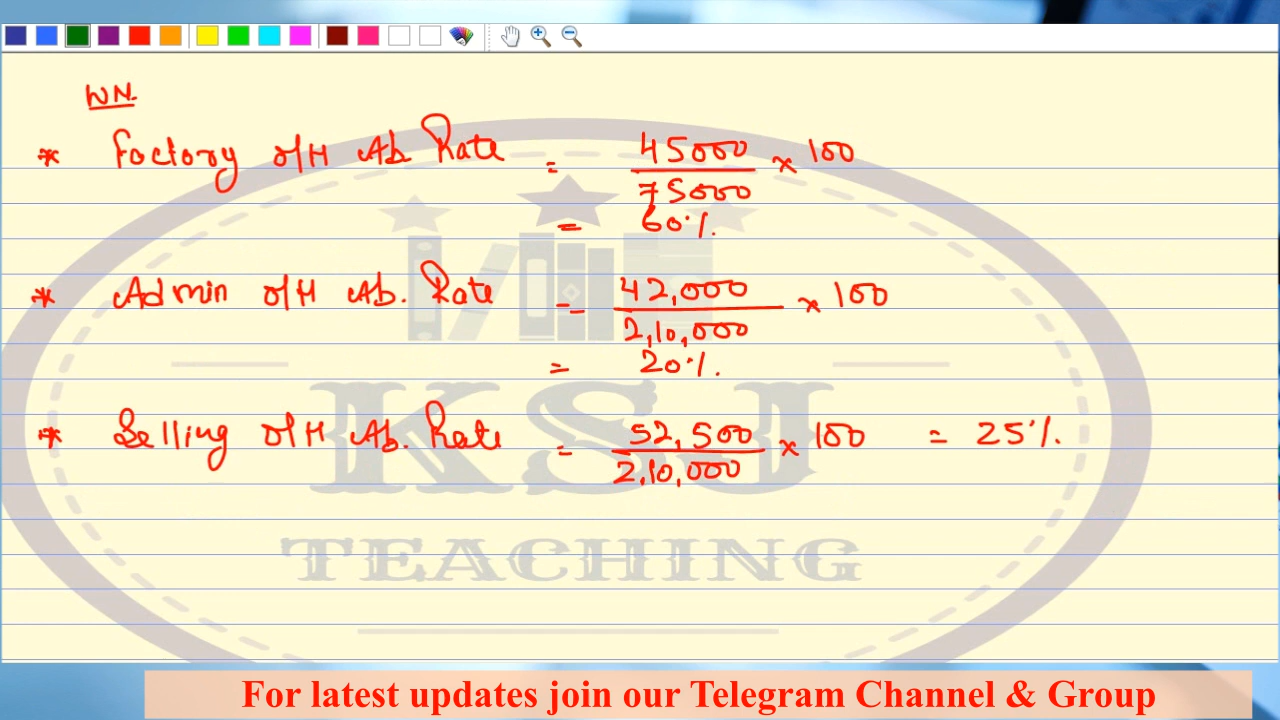 WN.
* Factory O/H Ab. Rate = 45000 / 75000 × 100
= 60%.
* Admin O/H Ab. Rate = 42,000 / 2,10,000 × 100
= 20%.
* Selling O/H Ab. Rate = 52,500 / 2,10,000 × 100 = 25%.
KSJ
TEACHING
For latest updates join our Telegram Channel & Group